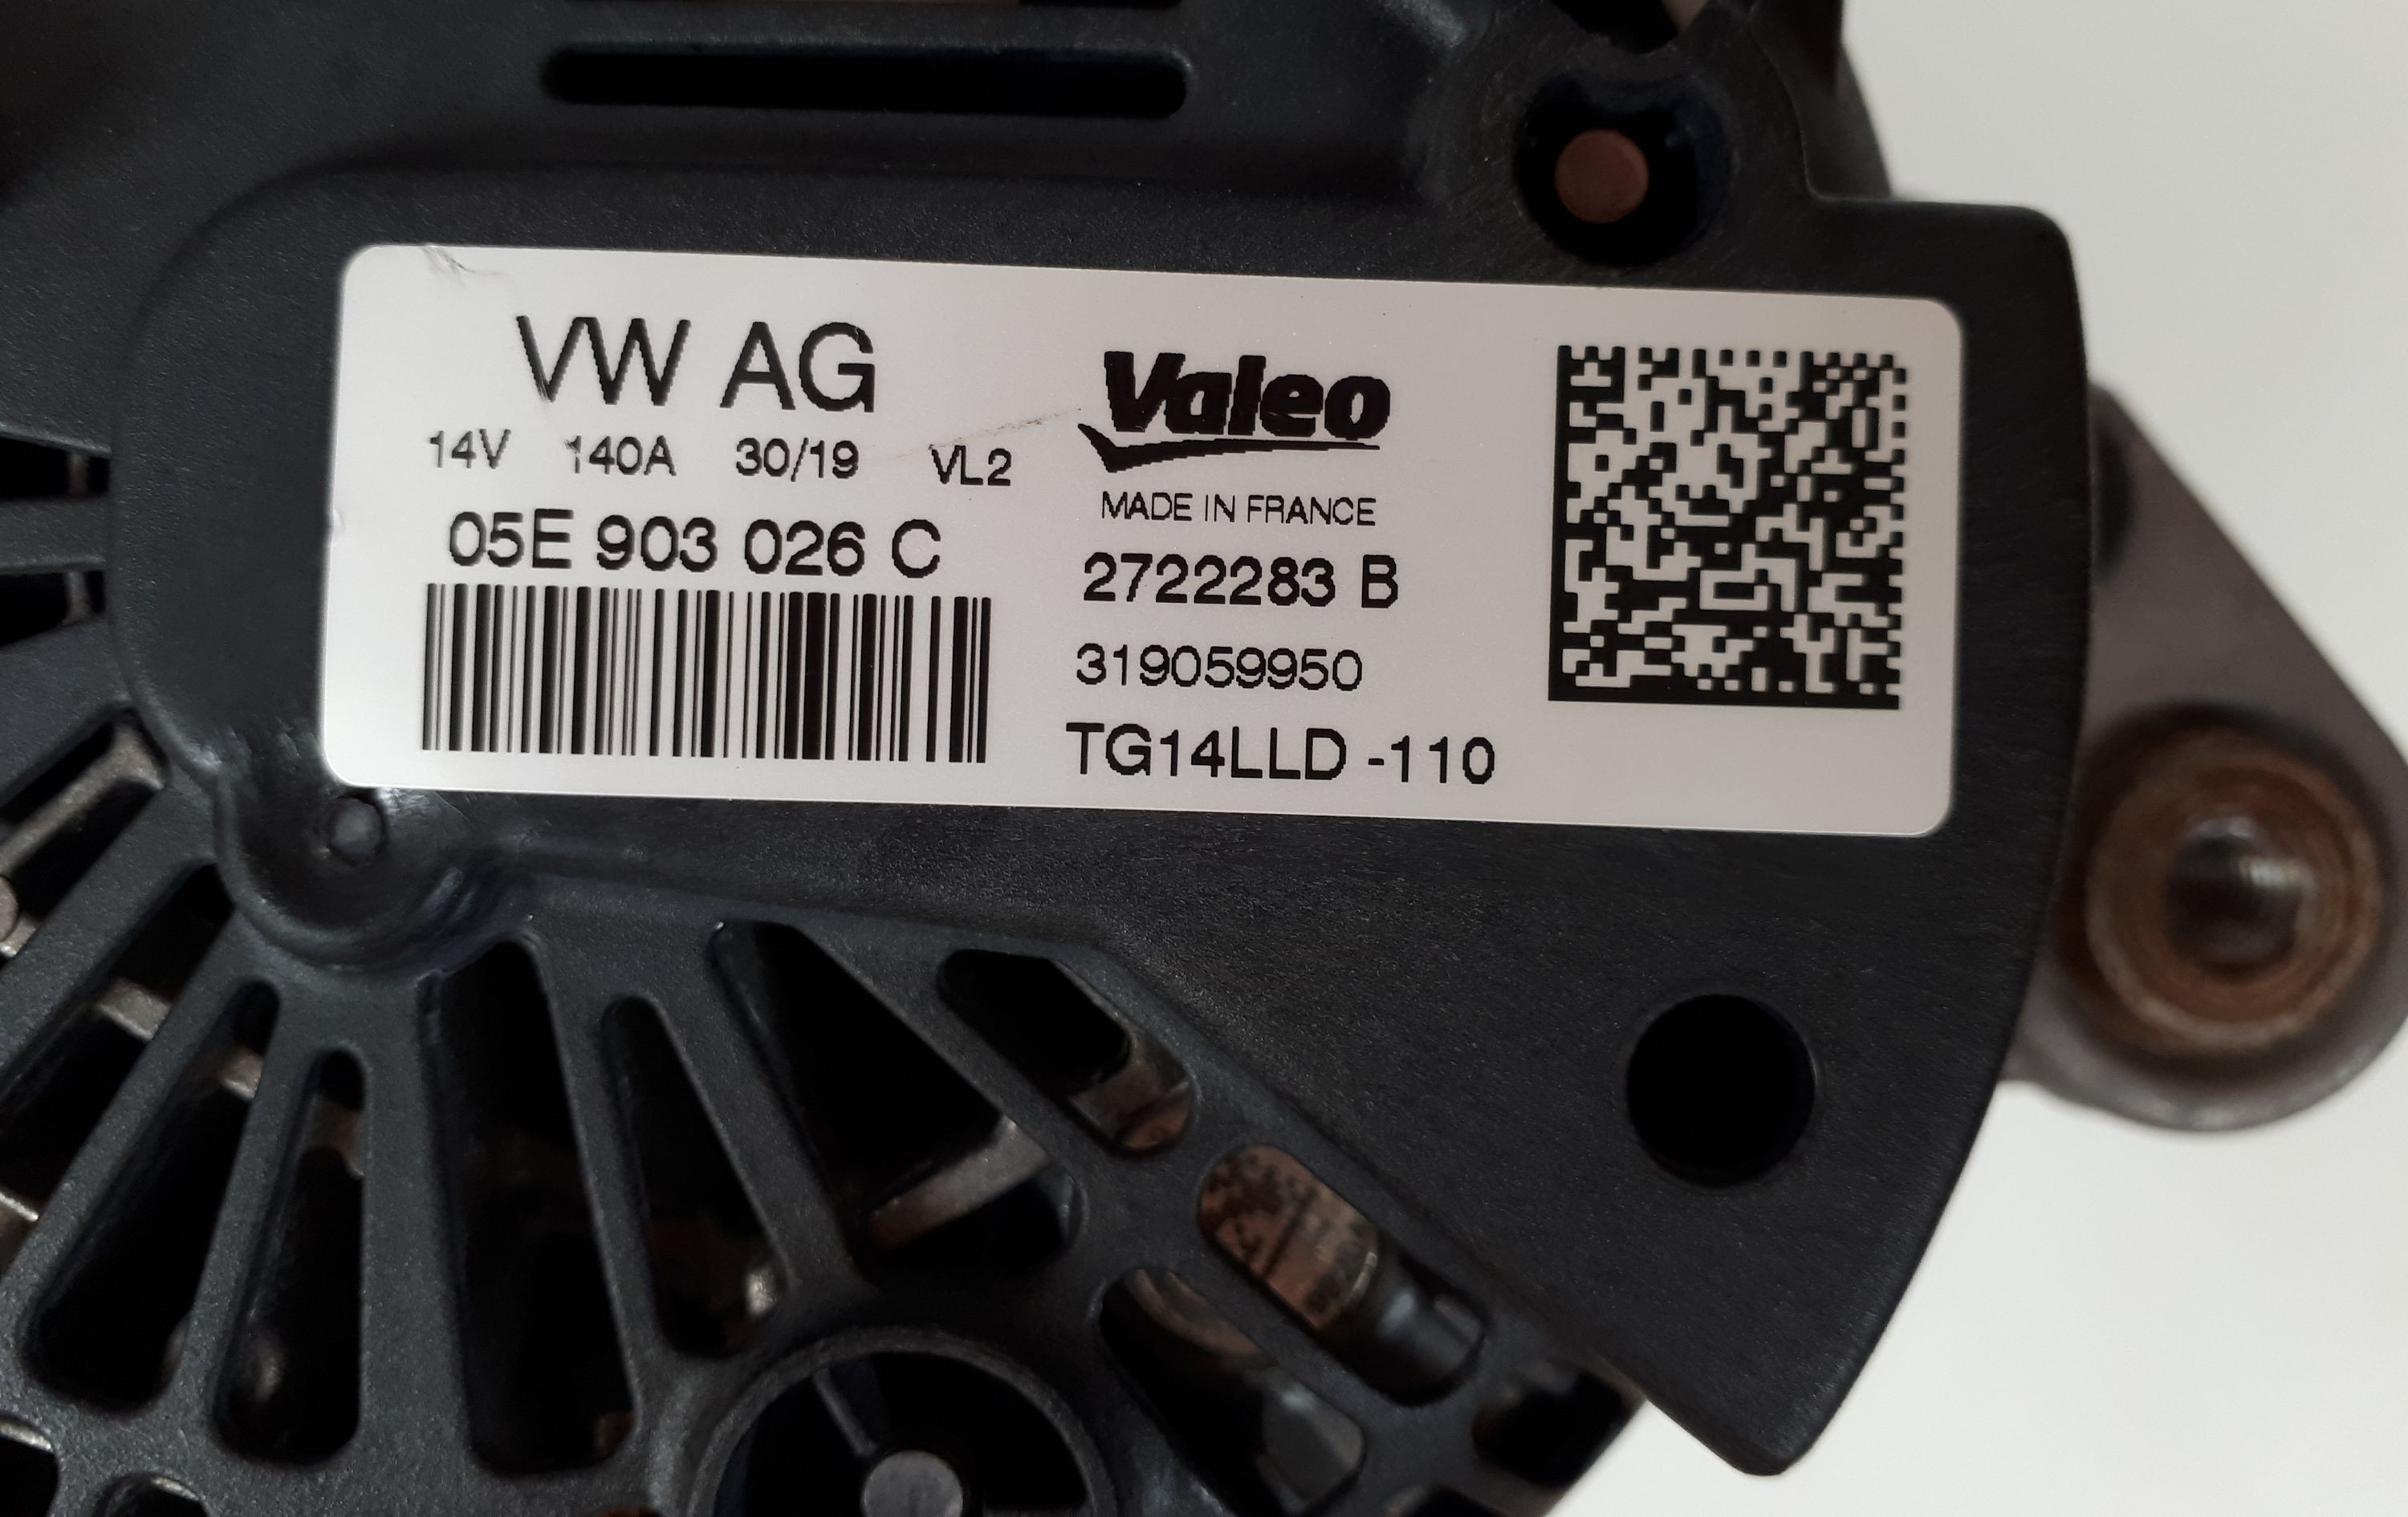 VW AG
14V 140A 30/19 VL2
05E 903 026 C
Valeo
MADE IN FRANCE
2722283 B
319059950
TG14LLD -110